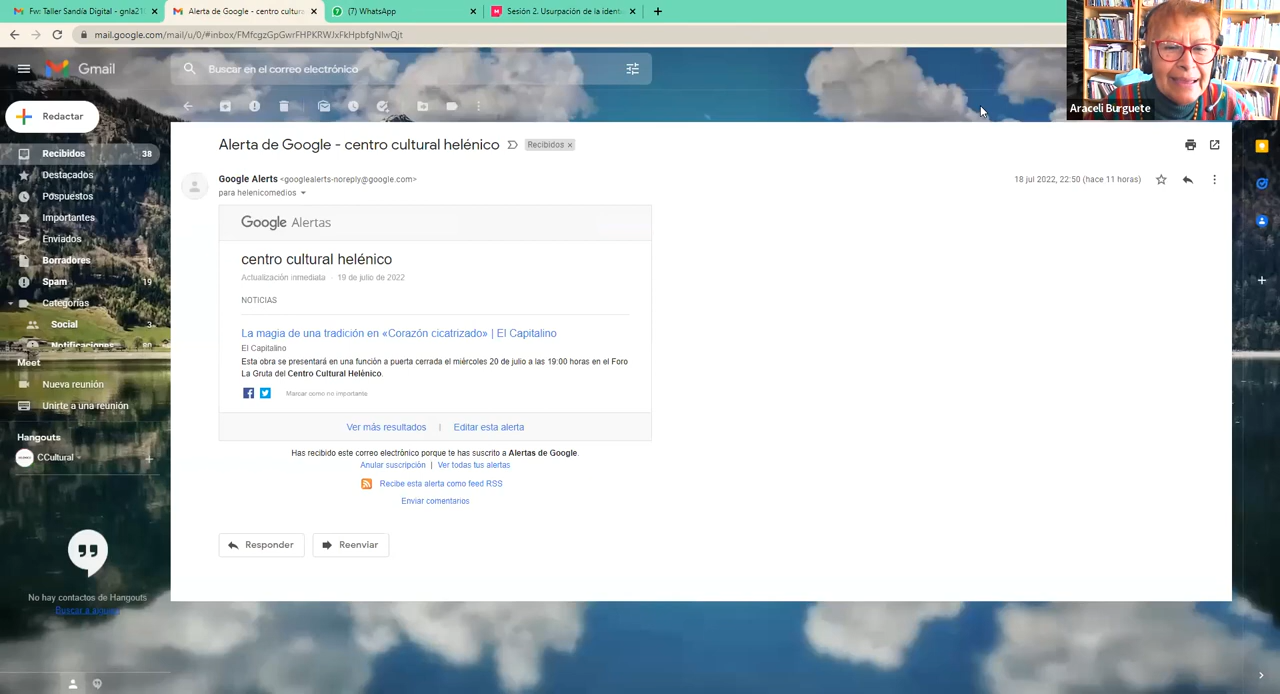 Fw: Taller Sandía Digital - gnla21
Alerta de Google - centro cultura
(7) WhatsApp
Sesión 2. Usurpación de la ident
mail.google.com/mail/u/0/#inbox/FMfcgzGpGwrFHPKRWJxFkHpbfgNlwQjt
Gmail
Buscar en el correo electrónico
Redactar
Araceli Burguete
Recibidos 38
Destacados
Pospuestos
Importantes
Enviados
Borradores 1
Spam 19
Categorías
Social 3
Notificaciones 80
Meet
Nueva reunión
Unirte a una reunión
Hangouts
CCultural
No hay contactos de Hangouts
Buscar a alguien
Alerta de Google - centro cultural helénico
Recibidos
Google Alerts <googlealerts-noreply@google.com>
18 jul 2022, 22:50 (hace 11 horas)
para helenicomedios
Google Alertas
centro cultural helénico
Actualización inmediata · 19 de julio de 2022
NOTICIAS
La magia de una tradición en «Corazón cicatrizado» | El Capitalino
El Capitalino
Esta obra se presentará en una función a puerta cerrada el miércoles 20 de julio a las 19:00 horas en el Foro
La Gruta del Centro Cultural Helénico.
Marcar como no importante
Ver más resultados | Editar esta alerta
Has recibido este correo electrónico porque te has suscrito a Alertas de Google.
Anular suscripción | Ver todas tus alertas
Recibe esta alerta como feed RSS
Enviar comentarios
Responder
Reenviar